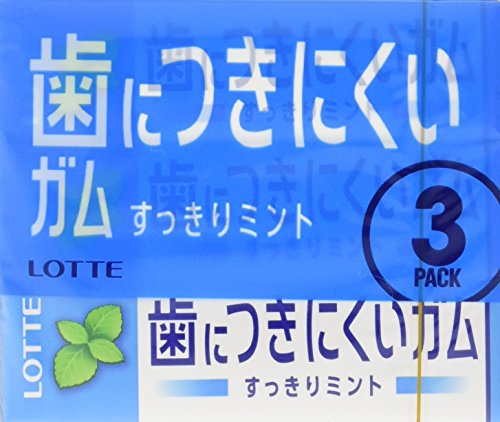 歯につきにくい
ガム すっきりミント
LOTTE
3
PACK
LOTTE
歯につきにくいガム
すっきりミント